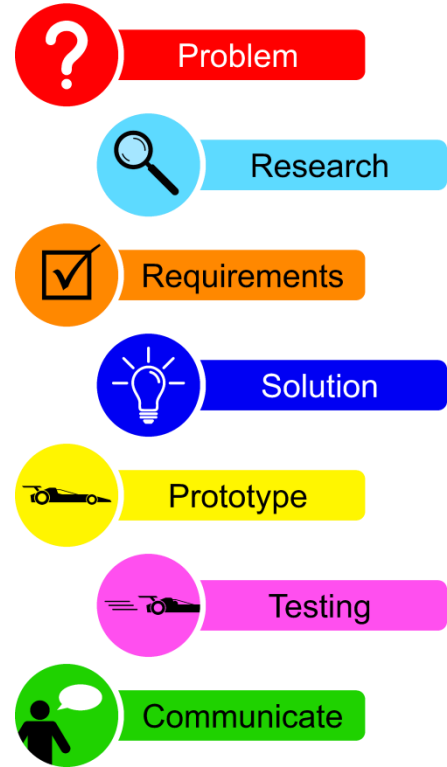 Problem
Research
Requirements
Solution
Prototype
Testing
Communicate